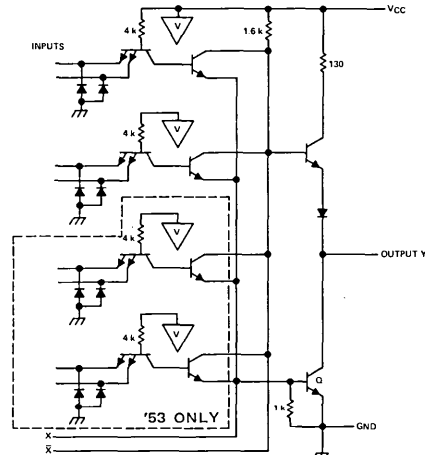 VCC
4 k
V
1.6 k
INPUTS
130
4 k
V
4 k
V
OUTPUT Y
4 k
V
Q
'53 ONLY
1 k
GND
X
X̄